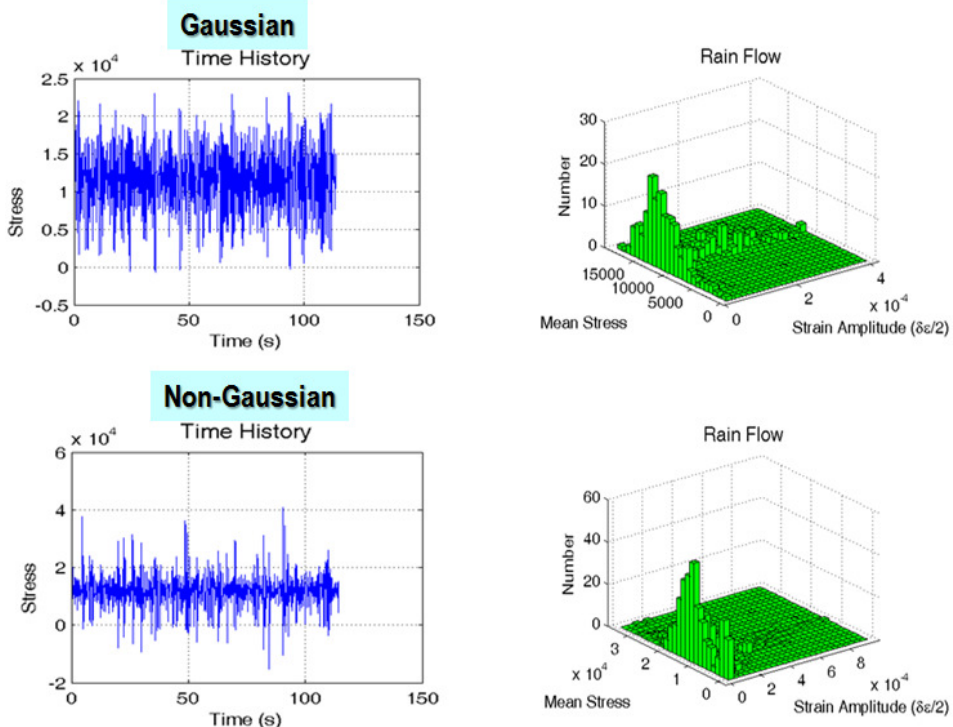 Gaussian
Time History
× 10^4
2.5
2
1.5
1
0.5
0
-0.5
Stress
0 50 100 150
Time (s)
Rain Flow
30
20
10
0
Number
15000
10000
5000
0
Mean Stress
0
2
4
× 10^-4
Strain Amplitude (δε/2)
Non-Gaussian
Time History
× 10^4
6
4
2
0
-2
Stress
0 50 100 150
Time (s)
Rain Flow
60
40
20
0
Number
3
2
1
0
× 10^4
Mean Stress
0
2
4
6
8
× 10^-4
Strain Amplitude (δε/2)